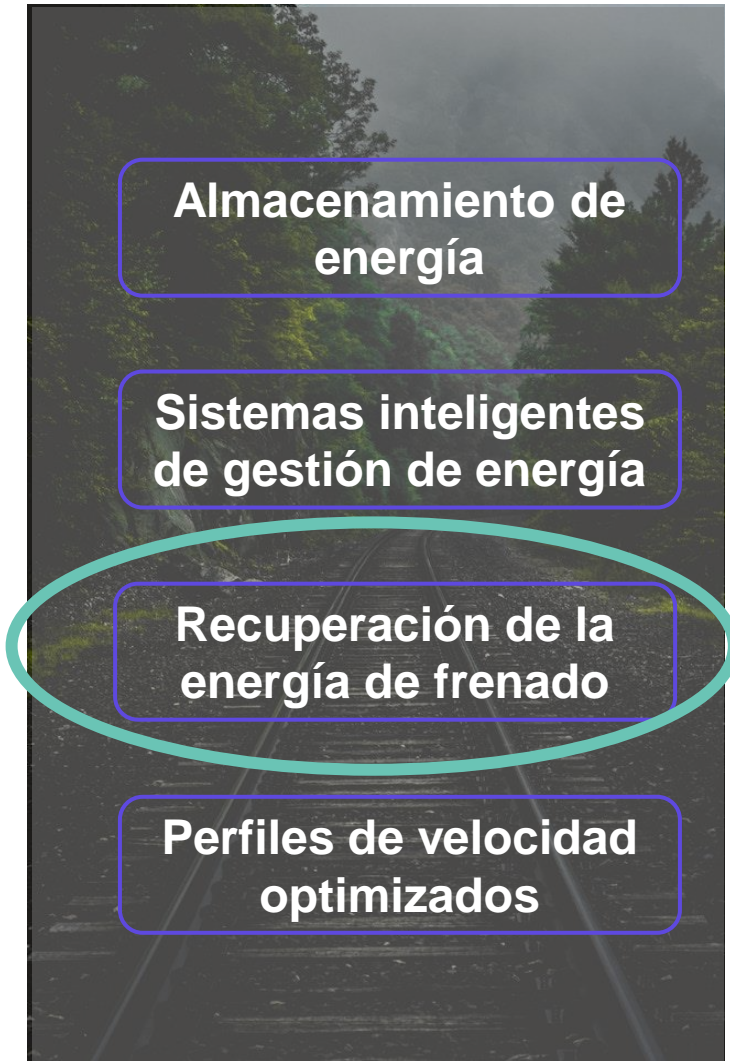 Almacenamiento de
energía
Sistemas inteligentes
de gestión de energía
Recuperación de la
energía de frenado
Perfiles de velocidad
optimizados